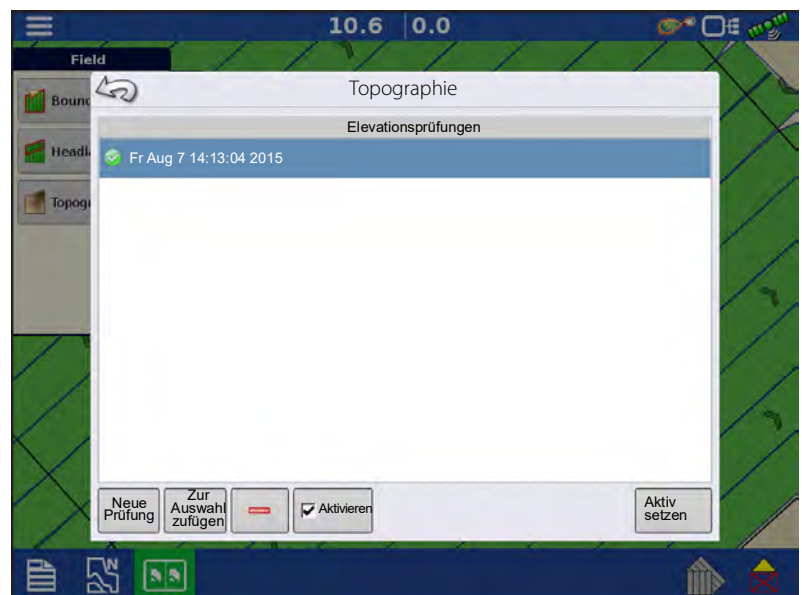 10.6 0.0
Field
Topographie
Elevationsprüfungen
Fr Aug 7 14:13:04 2015
Neue
Prüfung
Zur
Auswahl
zufügen
Aktivieren
Aktiv
setzen
N